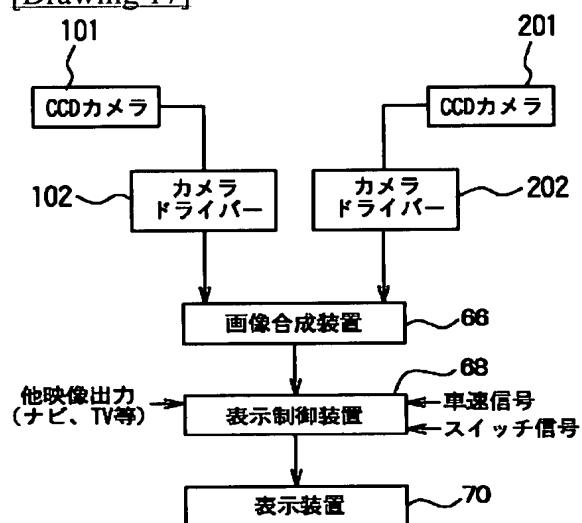 [Drawing 17]
101
201
CCDカメラ
CCDカメラ
102
カメラ
ドライバー
カメラ
ドライバー
202
画像合成装置
66
68
他映像出力
(ナビ、TV等)
表示制御装置
車速信号
スイッチ信号
表示装置
70